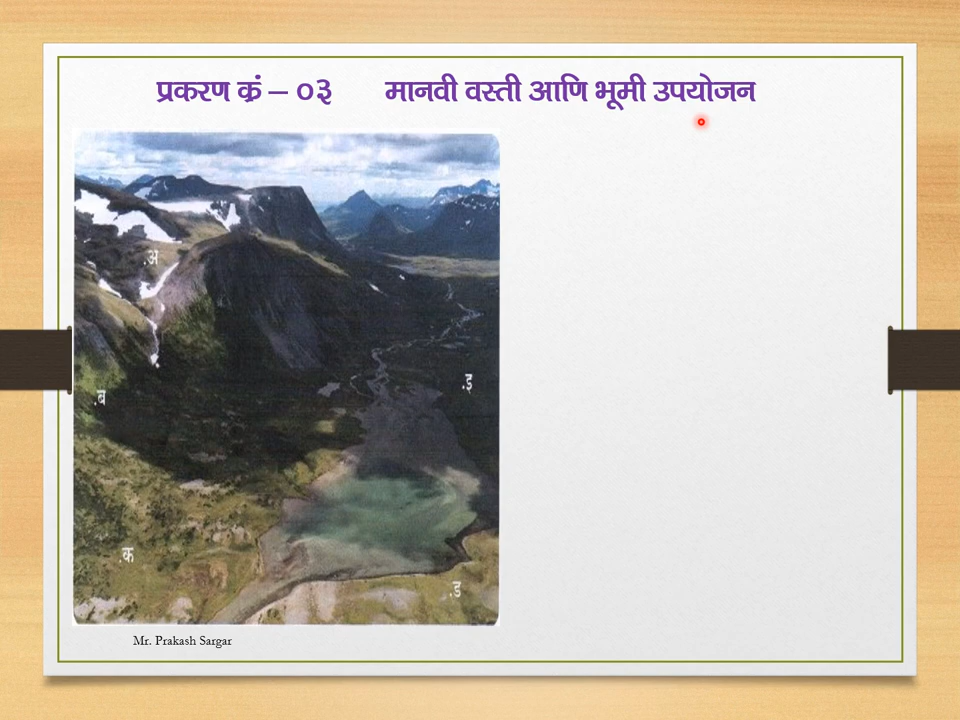 प्रकरण क्रं – ०३ मानवी वस्ती आणि भूमी उपयोजन
.अ
.ब
.इ
.क
.ड
Mr. Prakash Sargar